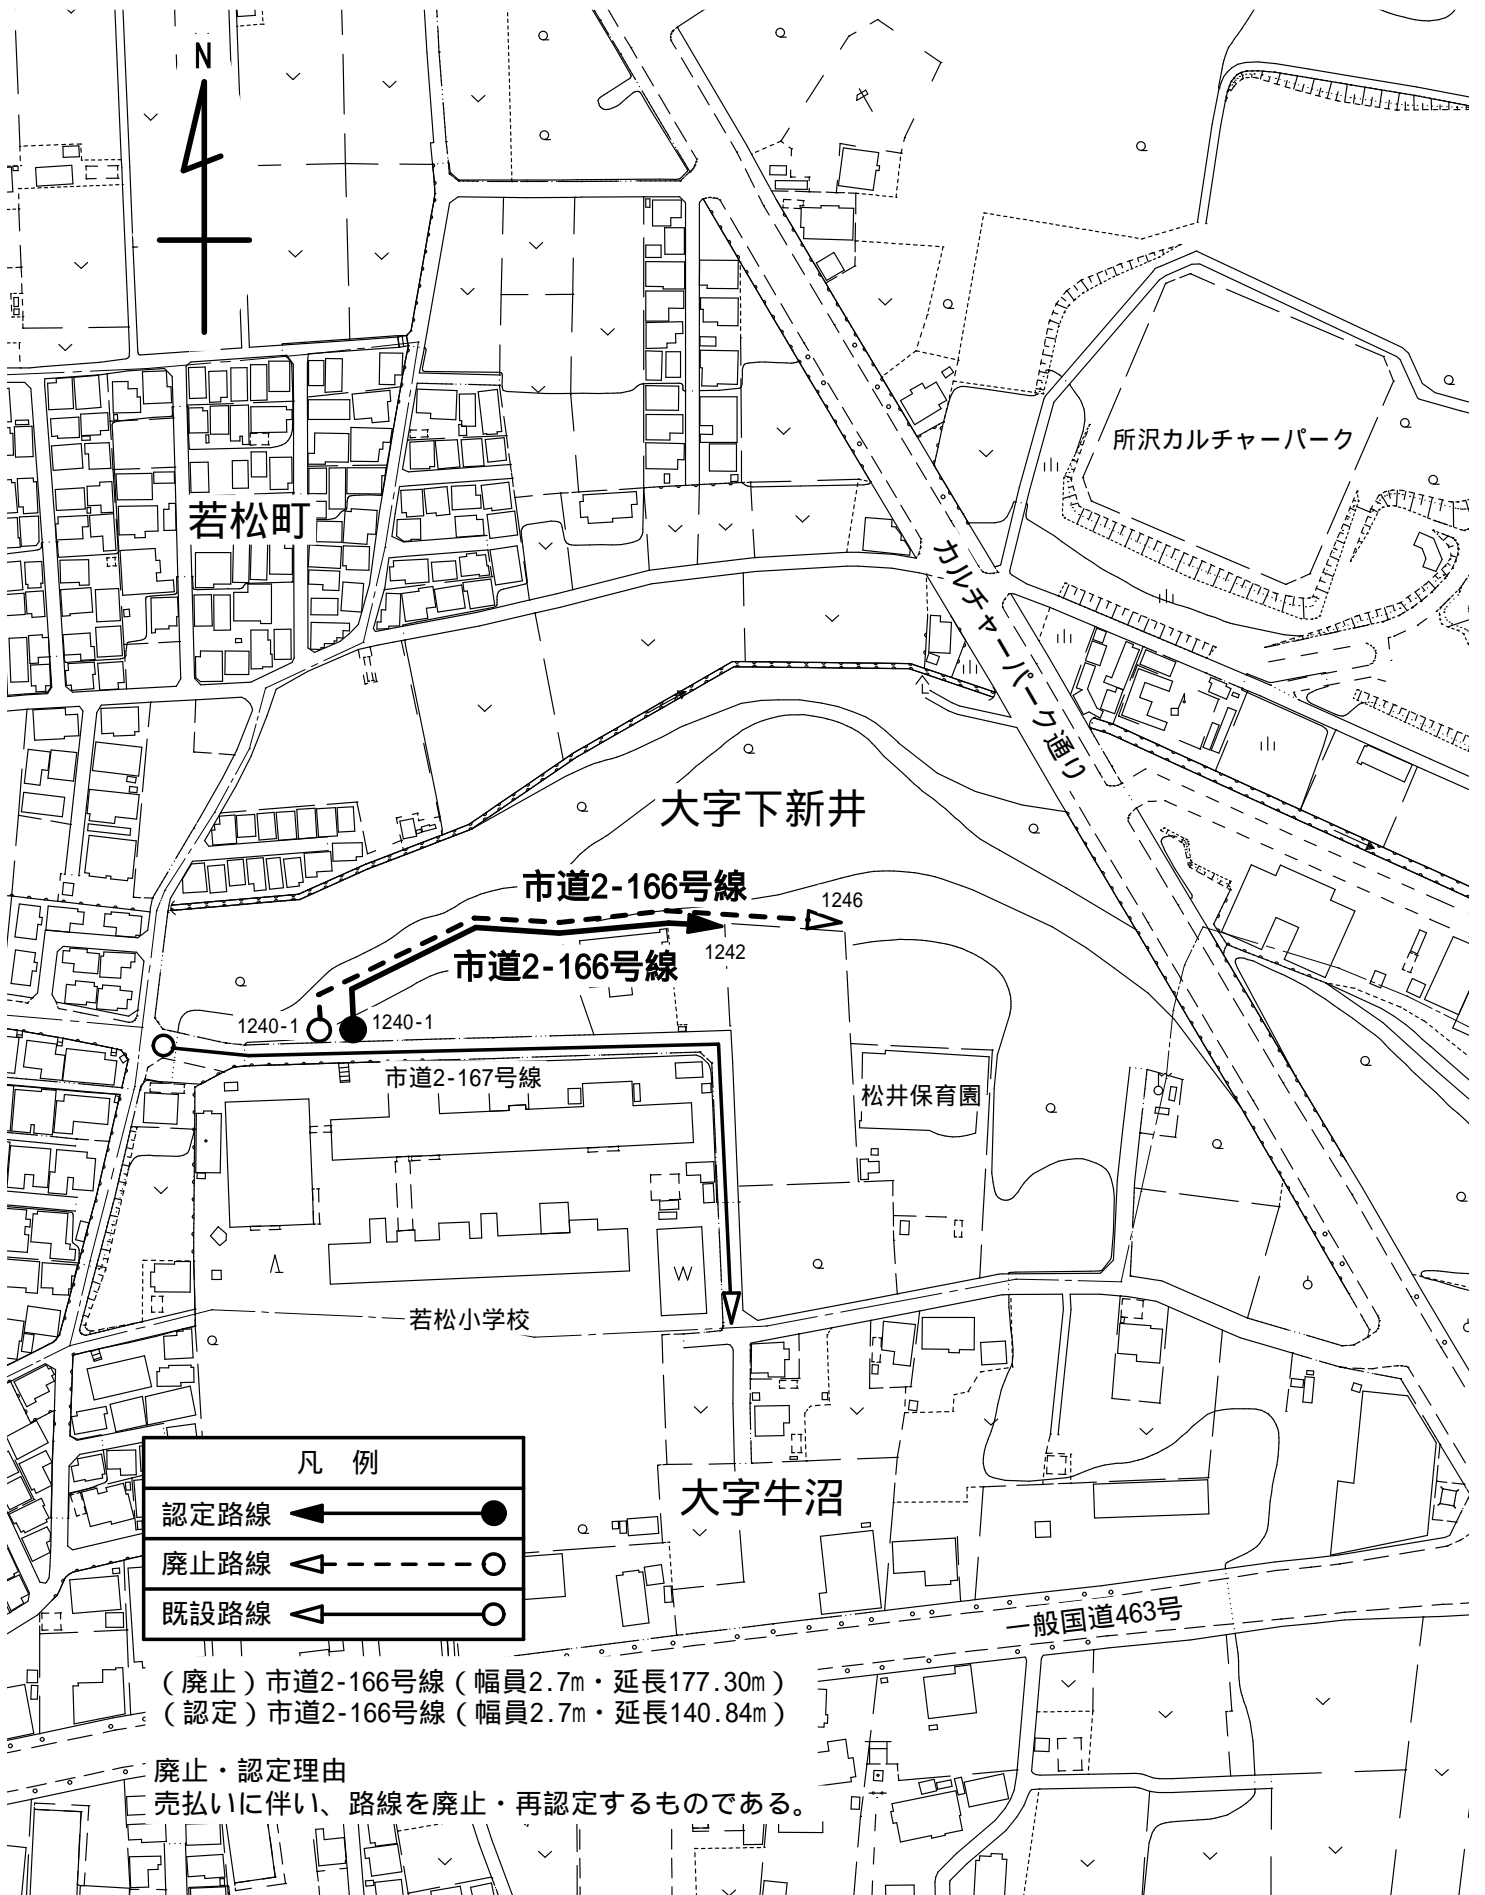 N
所沢カルチャーパーク
若松町
カルチャーパーク通り
大字下新井
市道2-166号線
1246
市道2-166号線
1242
1240-1
1240-1
市道2-167号線
松井保育園
W
若松小学校
大字牛沼
凡 例
認定路線
廃止路線
既設路線
一般国道463号
（廃止）市道2-166号線（幅員2.7m・延長177.30m）
（認定）市道2-166号線（幅員2.7m・延長140.84m）
廃止・認定理由
売払いに伴い、路線を廃止・再認定するものである。